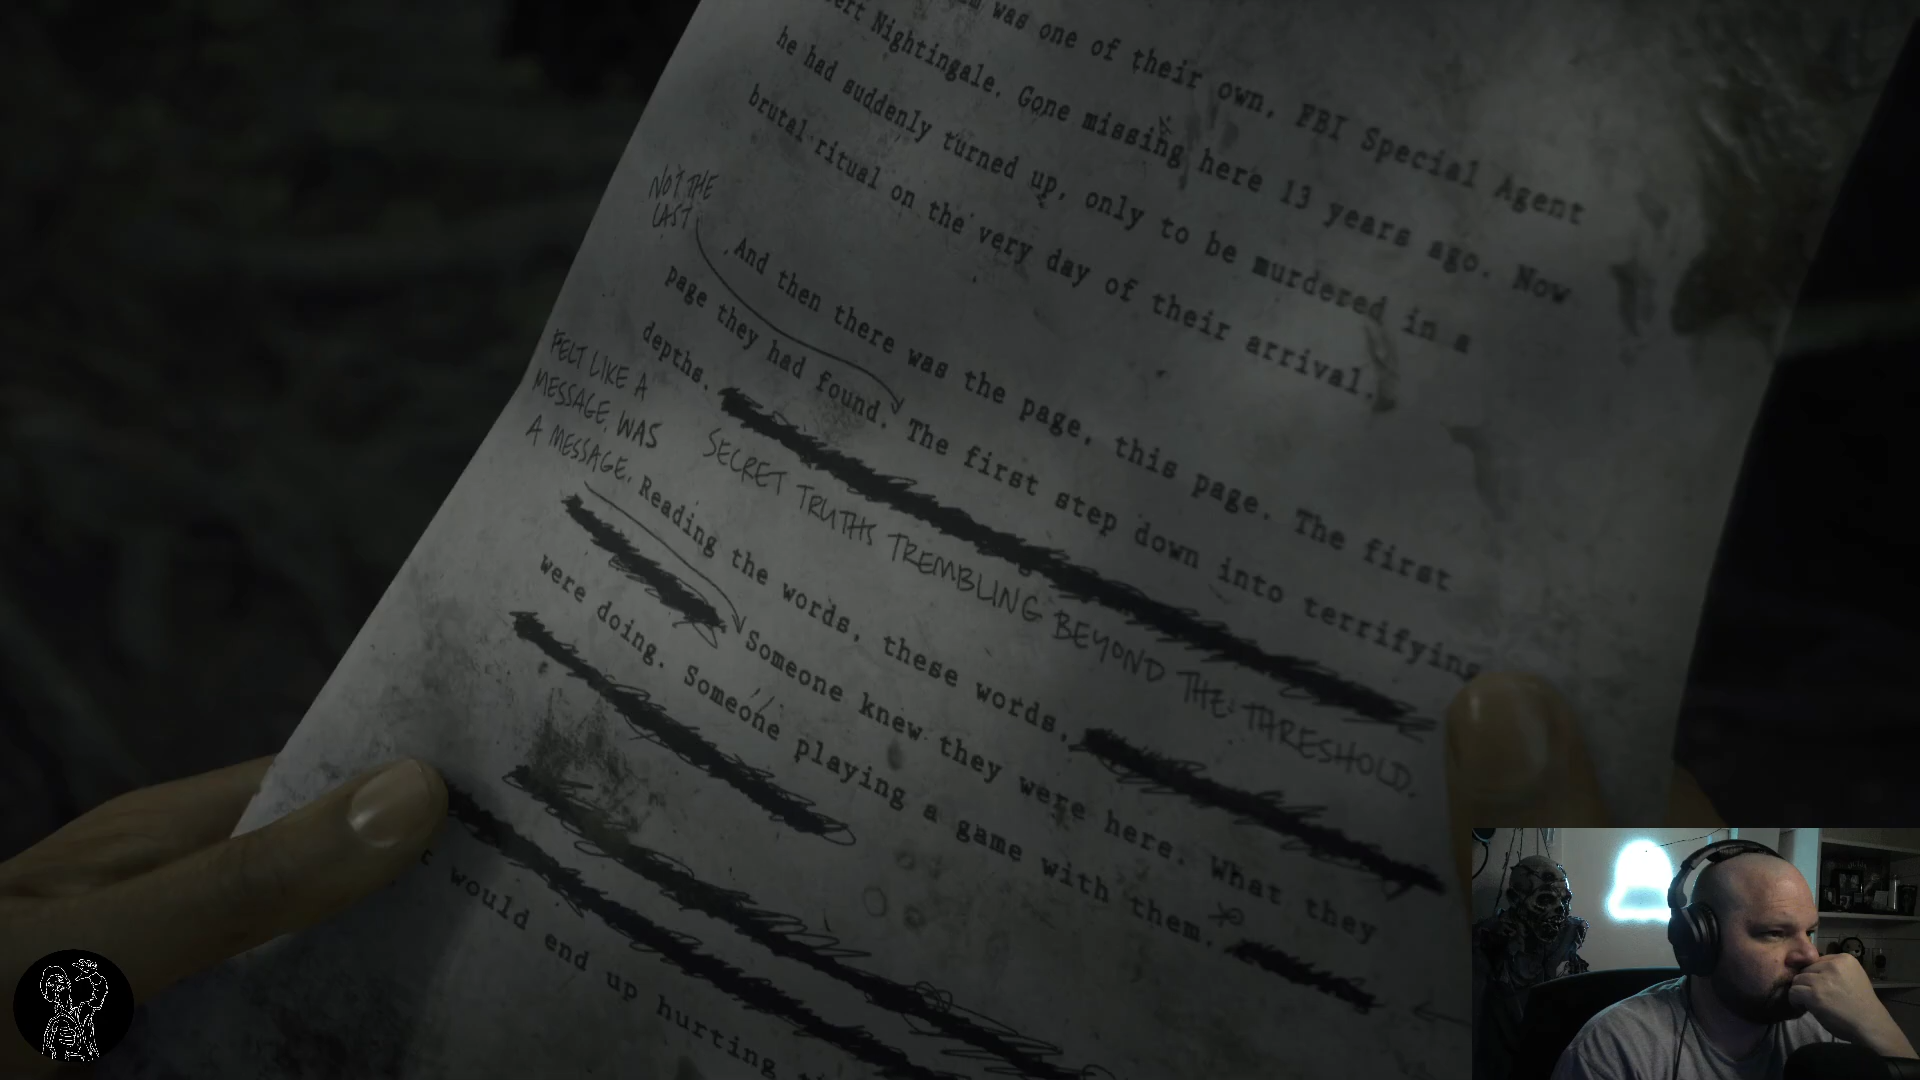 was one of their own, FBI Special Agent
Nightingale. Gone missing here 13 years ago. Now
he had suddenly turned up, only to be murdered in a
brutal ritual on the very day of their arrival.
NOT THE
LAST
And then there was the page, this page. The first
page they had found. The first step down into terrifying
depths.
SECRET TRUTHS TREMBLING BEYOND THE THRESHOLD.
FELT LIKE A
MESSAGE, WAS
A MESSAGE.
Reading the words, these words,
Someone knew they were here. What they
were doing. Someone playing a game with them.
would end up hurting